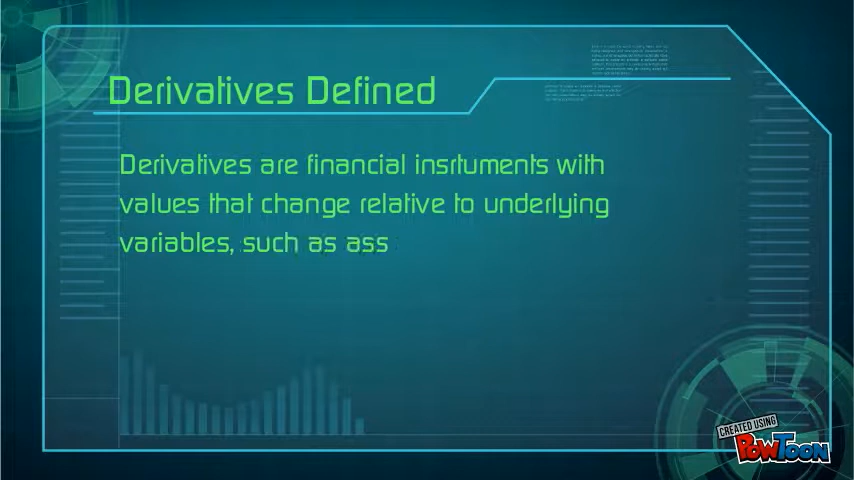 Derivatives Defined
Derivatives are financial insrtuments with
values that change relative to underlying
variables, such as ass
CREATED USING
POWTOON